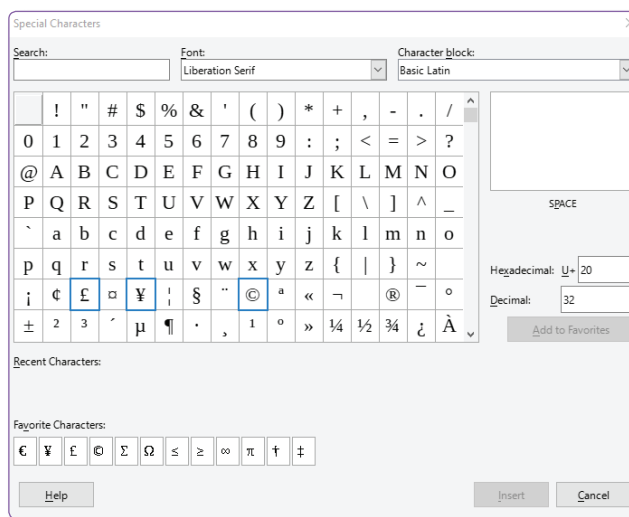 Special Characters
Search: Font: Character block:
Liberation Serif Basic Latin
! " # $ % & ' ( ) * + , - . /
0 1 2 3 4 5 6 7 8 9 : ; < = > ?
@ A B C D E F G H I J K L M N O
P Q R S T U V W X Y Z [ \ ] ^ _
` a b c d e f g h i j k l m n o
p q r s t u v w x y z { | } ~
¡ ¢ £ ¤ ¥ ¦ § ¨ © ª « ¬ ® ¯ °
± ² ³ ´ µ ¶ · ¸ ¹ º » ¼ ½ ¾ ¿ À
SPACE
Hexadecimal: U+ 20
Decimal: 32
Add to Favorites
Recent Characters:
Favorite Characters:
€ ¥ £ © Σ Ω ≤ ≥ ∞ π † ‡
Help Insert Cancel